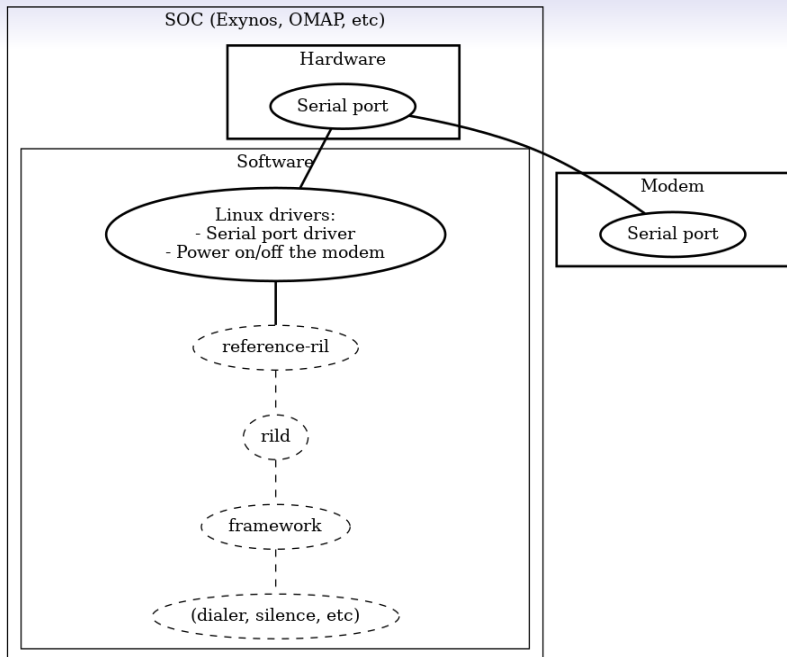 SOC (Exynos, OMAP, etc)
Hardware
Serial port
Software
Linux drivers:
- Serial port driver
- Power on/off the modem
Modem
Serial port
reference-ril
rild
framework
(dialer, silence, etc)